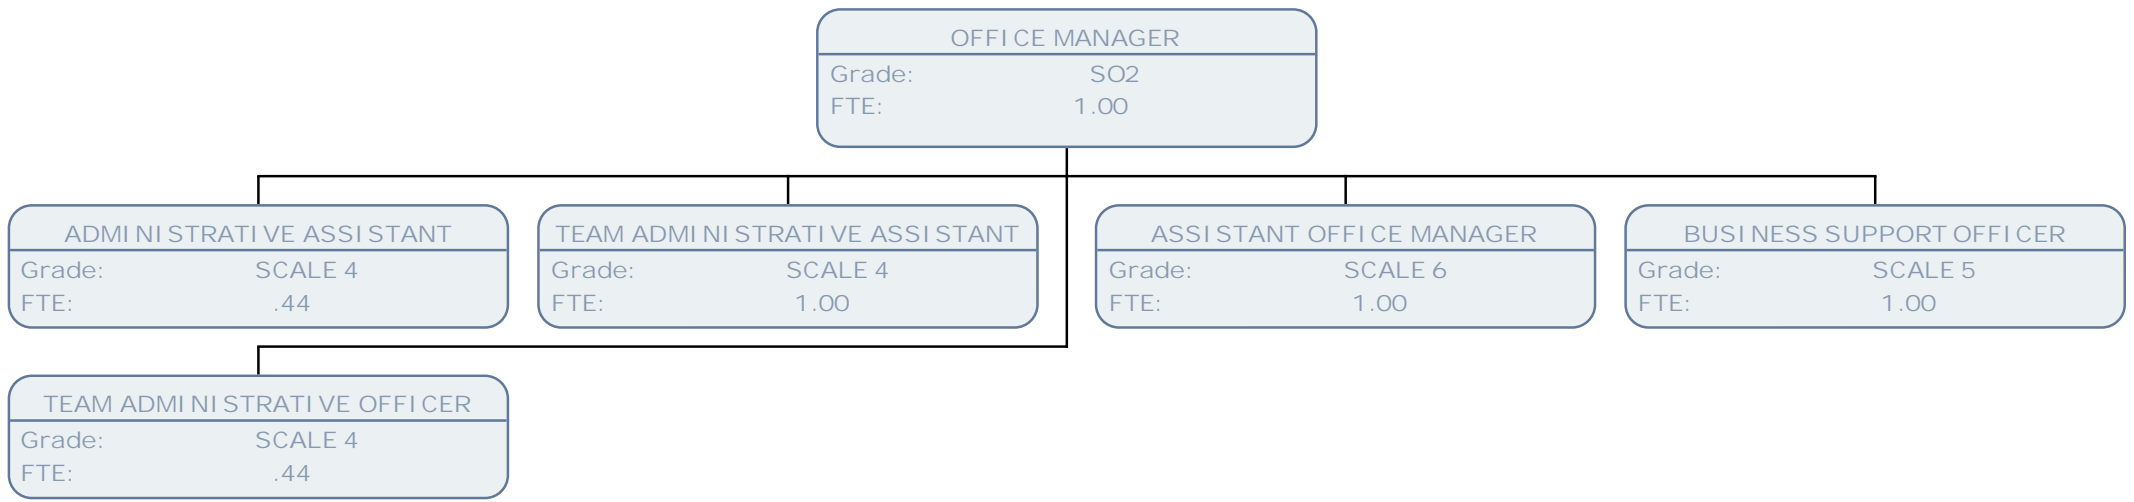 OFFICE MANAGER
Grade: SO2
FTE: 1.00
ADMINISTRATIVE ASSISTANT
Grade: SCALE 4
FTE: .44
TEAM ADMINISTRATIVE ASSISTANT
Grade: SCALE 4
FTE: 1.00
ASSISTANT OFFICE MANAGER
Grade: SCALE 6
FTE: 1.00
BUSINESS SUPPORT OFFICER
Grade: SCALE 5
FTE: 1.00
TEAM ADMINISTRATIVE OFFICER
Grade: SCALE 4
FTE: .44